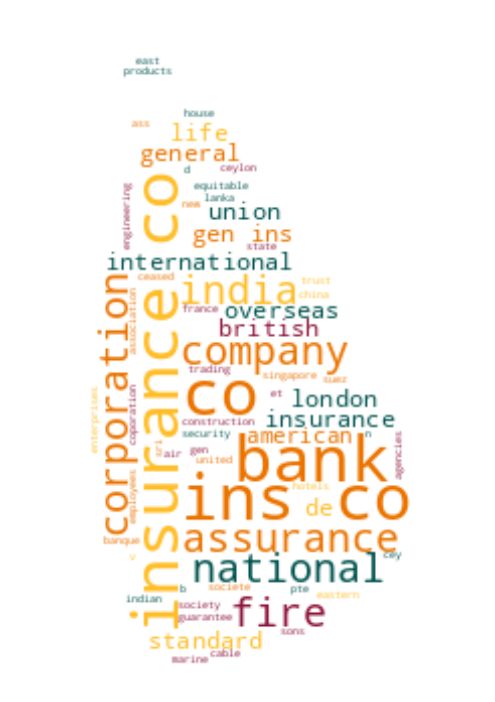 east
products
house
ass
life
general
d
ceylon
equitable
engineering
lanka
new
union
gen ins
state
international
ceased
india
trust
china
insurance co
corporation
association
france
overseas
british
company
trading
singapore
suez
co
et
london
enterprises
coporation
construction
insurance
security
american
n
sri
air
gen
united
bank
agencies
employees
ins co
hotels
de
banque
assurance
v
national
cey
indian
b
societe
pte
eastern
society
guarantee
fire
sons
standard
cable
marine